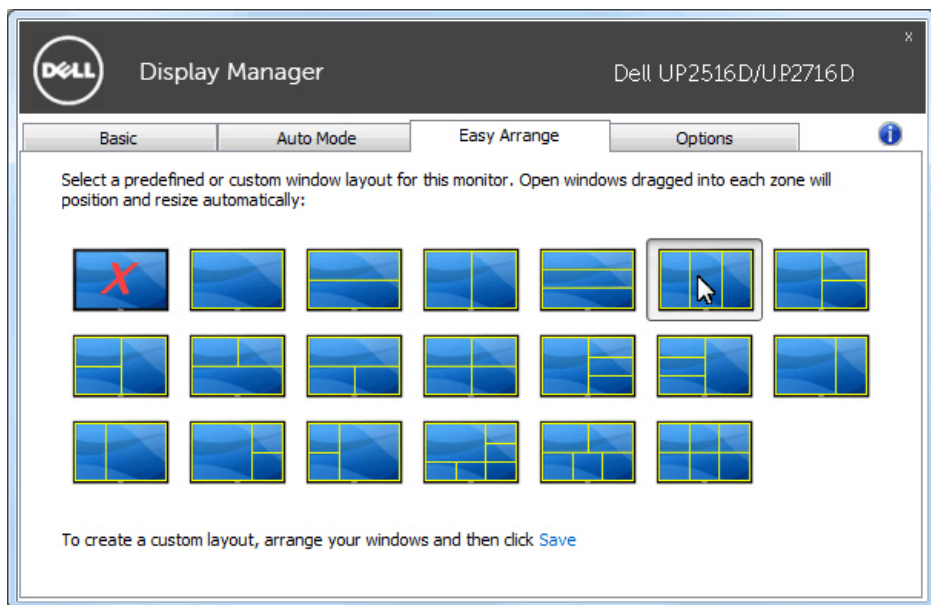 x
DELL
Display Manager
Dell UP2516D/UP2716D
Basic
Auto Mode
Easy Arrange
Options
i
Select a predefined or custom window layout for this monitor. Open windows dragged into each zone will
position and resize automatically:
X
To create a custom layout, arrange your windows and then click Save